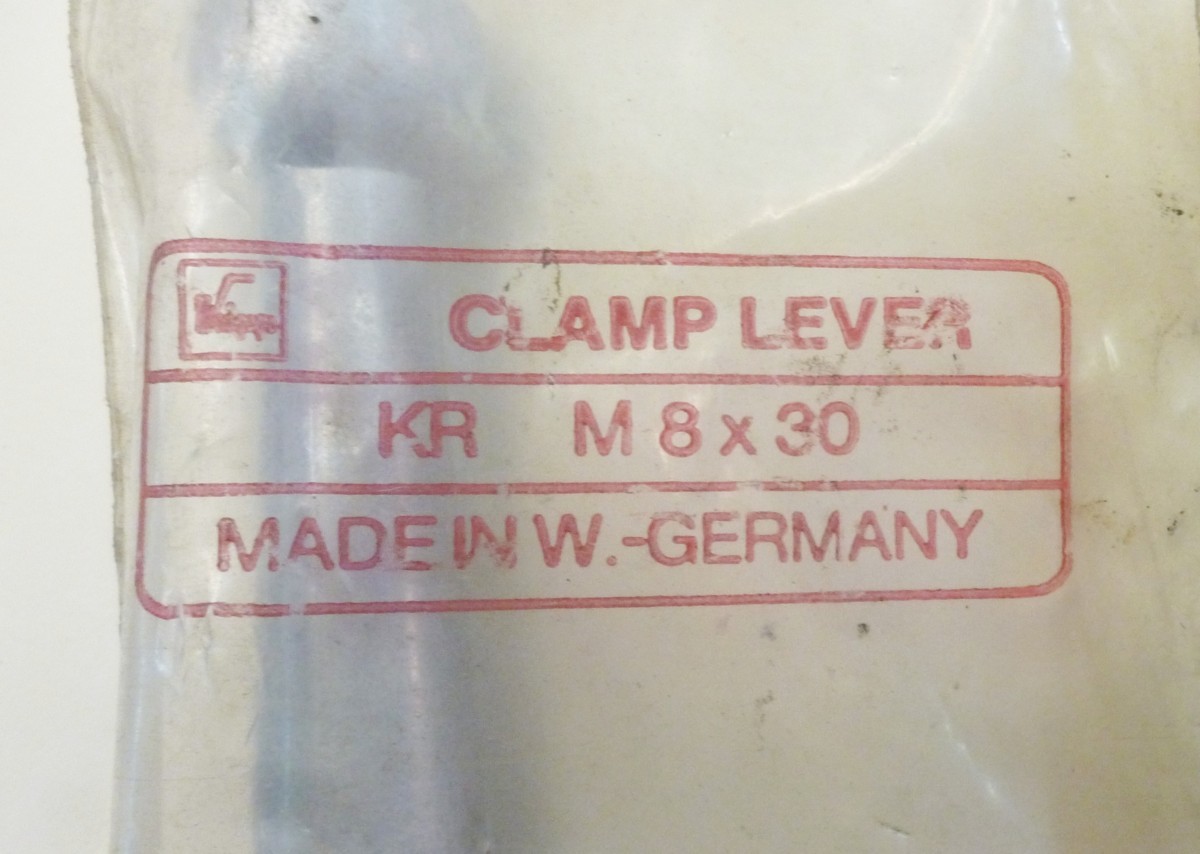 CLAMP LEVER
KR M 8 x 30
MADE IN W.-GERMANY